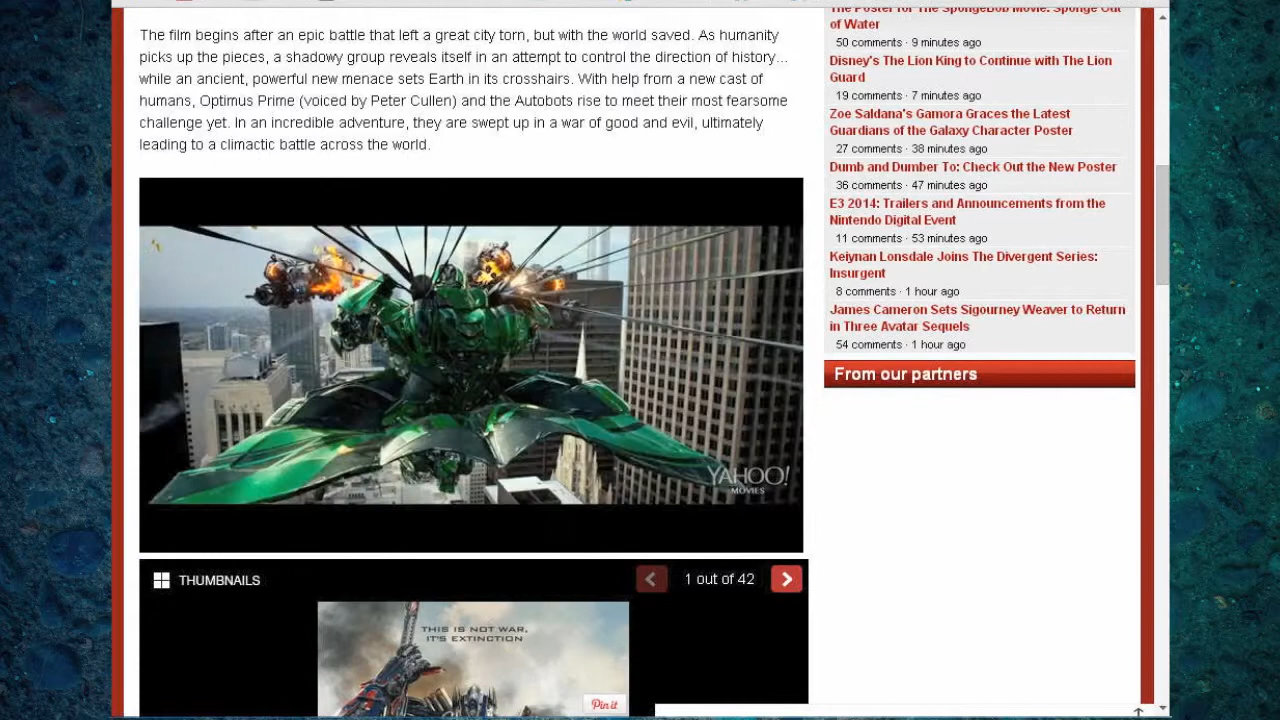 The film begins after an epic battle that left a great city torn, but with the world saved. As humanity
picks up the pieces, a shadowy group reveals itself in an attempt to control the direction of history…
while an ancient, powerful new menace sets Earth in its crosshairs. With help from a new cast of
humans, Optimus Prime (voiced by Peter Cullen) and the Autobots rise to meet their most fearsome
challenge yet. In an incredible adventure, they are swept up in a war of good and evil, ultimately
leading to a climactic battle across the world.
YAHOO!
MOVIES
THUMBNAILS
1 out of 42
THIS IS NOT WAR,
IT'S EXTINCTION
Pin it
The Poster for The SpongeBob Movie: Sponge Out
of Water
50 comments · 9 minutes ago
Disney's The Lion King to Continue with The Lion
Guard
19 comments · 7 minutes ago
Zoe Saldana's Gamora Graces the Latest
Guardians of the Galaxy Character Poster
27 comments · 38 minutes ago
Dumb and Dumber To: Check Out the New Poster
36 comments · 47 minutes ago
E3 2014: Trailers and Announcements from the
Nintendo Digital Event
11 comments · 53 minutes ago
Keiynan Lonsdale Joins The Divergent Series:
Insurgent
8 comments · 1 hour ago
James Cameron Sets Sigourney Weaver to Return
in Three Avatar Sequels
54 comments · 1 hour ago
From our partners